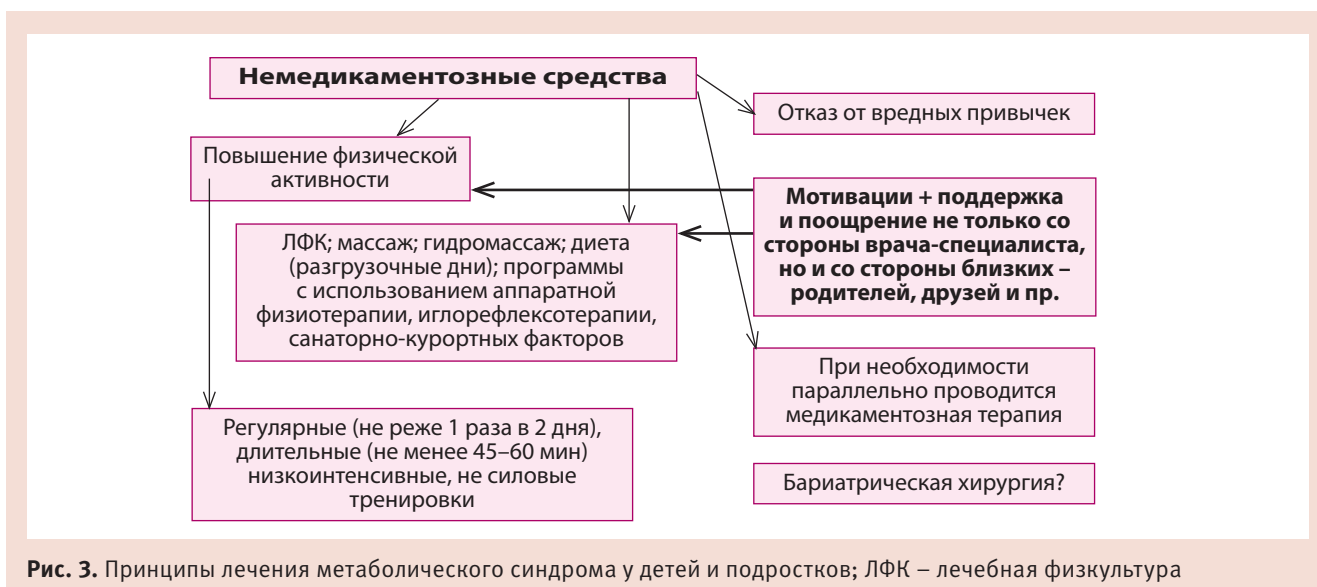 Немедикаментозные средства
Отказ от вредных привычек
Повышение физической
активности
Мотивации + поддержка
и поощрение не только со
стороны врача-специалиста,
но и со стороны близких –
родителей, друзей и пр.
ЛФК; массаж; гидромассаж; диета
(разгрузочные дни); программы
с использованием аппаратной
физиотерапии, иглорефлексотерапии,
санаторно-курортных факторов
При необходимости
параллельно проводится
медикаментозная терапия
Регулярные (не реже 1 раза в 2 дня),
длительные (не менее 45–60 мин)
низкоинтенсивные, не силовые
тренировки
Бариатрическая хирургия?
Рис. 3. Принципы лечения метаболического синдрома у детей и подростков; ЛФК – лечебная физкультура